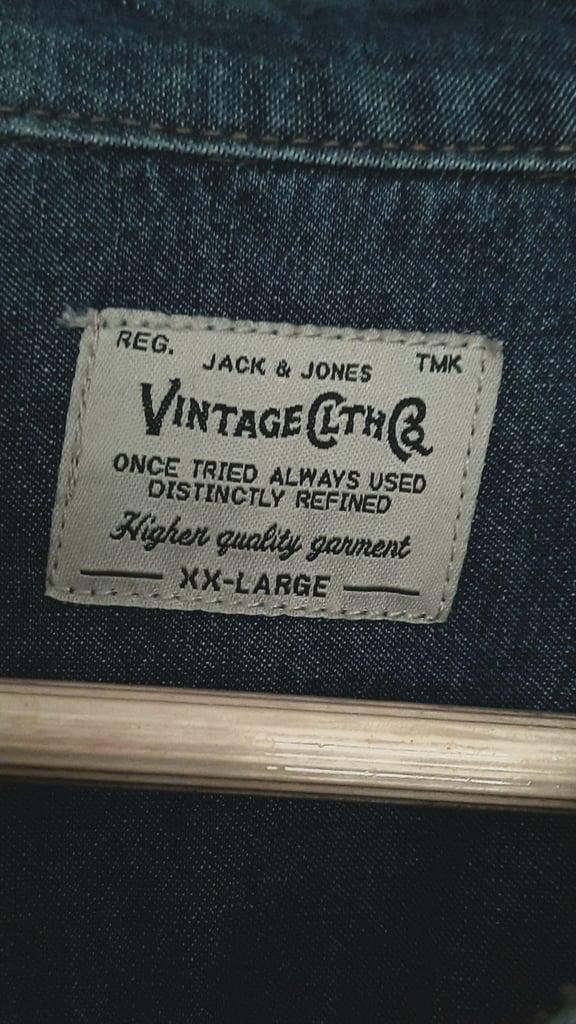 REG. JACK & JONES TMK
VINTAGE CLTH CO
ONCE TRIED ALWAYS USED
DISTINCTLY REFINED
Higher quality garment
XX-LARGE